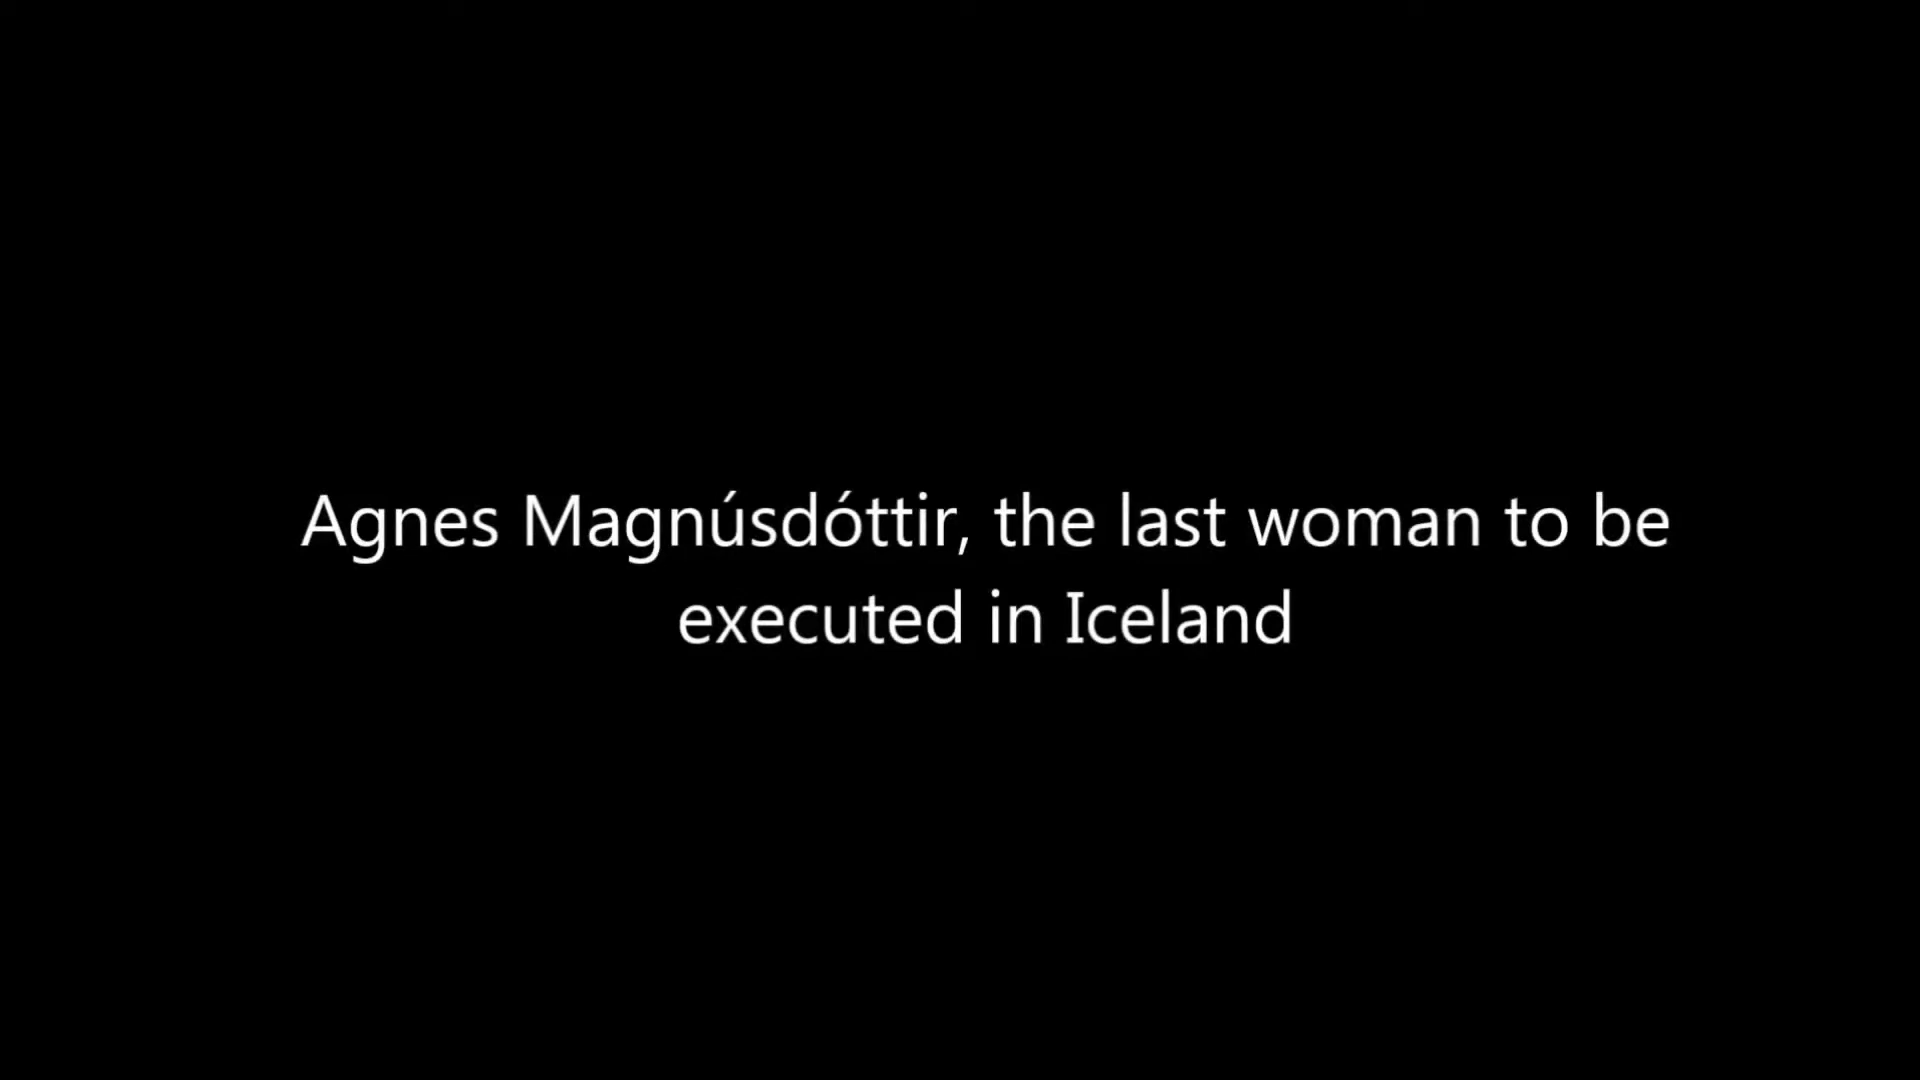 Agnes Magnúsdóttir, the last woman to be
executed in Iceland